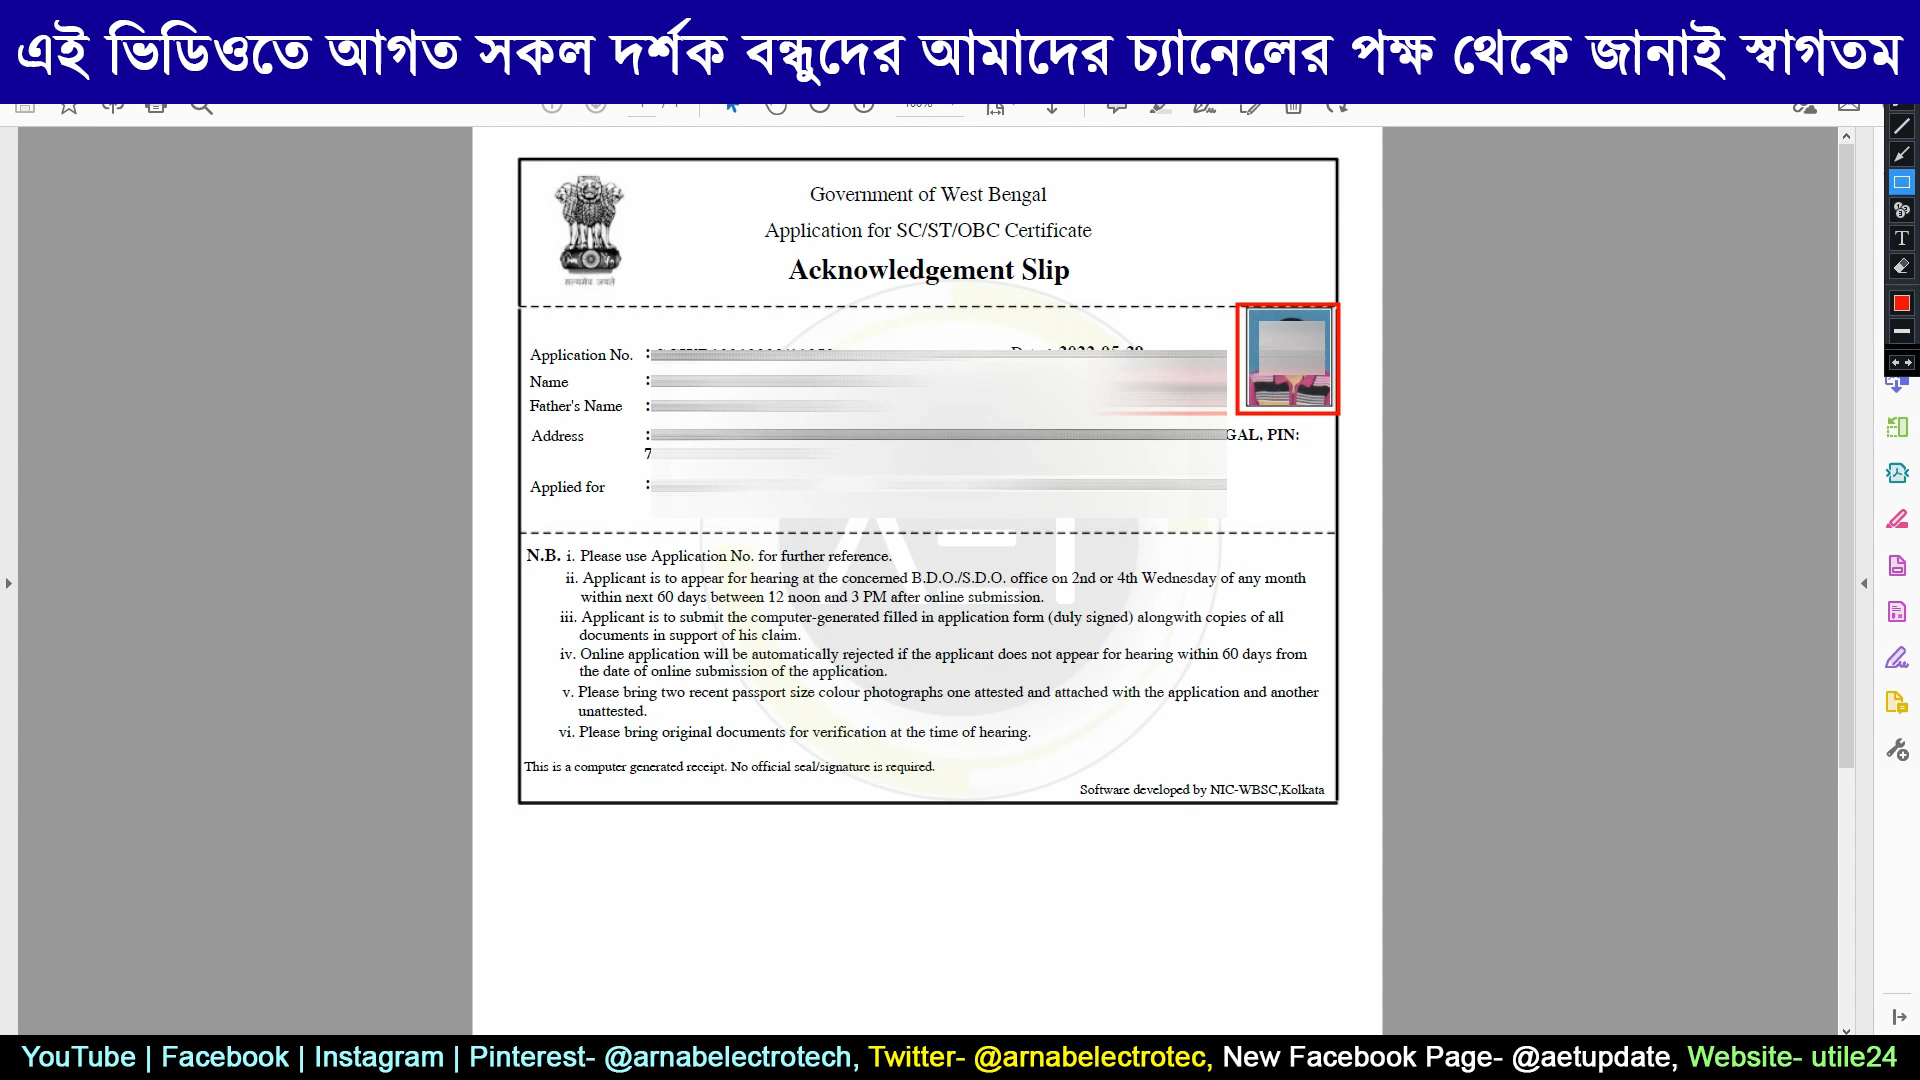 এই ভিডিওতে আগত সকল দর্শক বন্ধুদের আমাদের চ্যানেলের পক্ষ থেকে জানাই স্বাগতম
Government of West Bengal
Application for SC/ST/OBC Certificate
Acknowledgement Slip
सत्यमेव जयते
Application No. :
Name :
Father's Name :
Address : GAL, PIN:
7
Applied for :
N.B. i. Please use Application No. for further reference.
ii. Applicant is to appear for hearing at the concerned B.D.O./S.D.O. office on 2nd or 4th Wednesday of any month
within next 60 days between 12 noon and 3 PM after online submission.
iii. Applicant is to submit the computer-generated filled in application form (duly signed) alongwith copies of all
documents in support of his claim.
iv. Online application will be automatically rejected if the applicant does not appear for hearing within 60 days from
the date of online submission of the application.
v. Please bring two recent passport size colour photographs one attested and attached with the application and another
unattested.
vi. Please bring original documents for verification at the time of hearing.
This is a computer generated receipt. No official seal/signature is required.
Software developed by NIC-WBSC,Kolkata
YouTube | Facebook | Instagram | Pinterest- @arnabelectrotech, Twitter- @arnabelectrotec, New Facebook Page- @aetupdate, Website- utile24